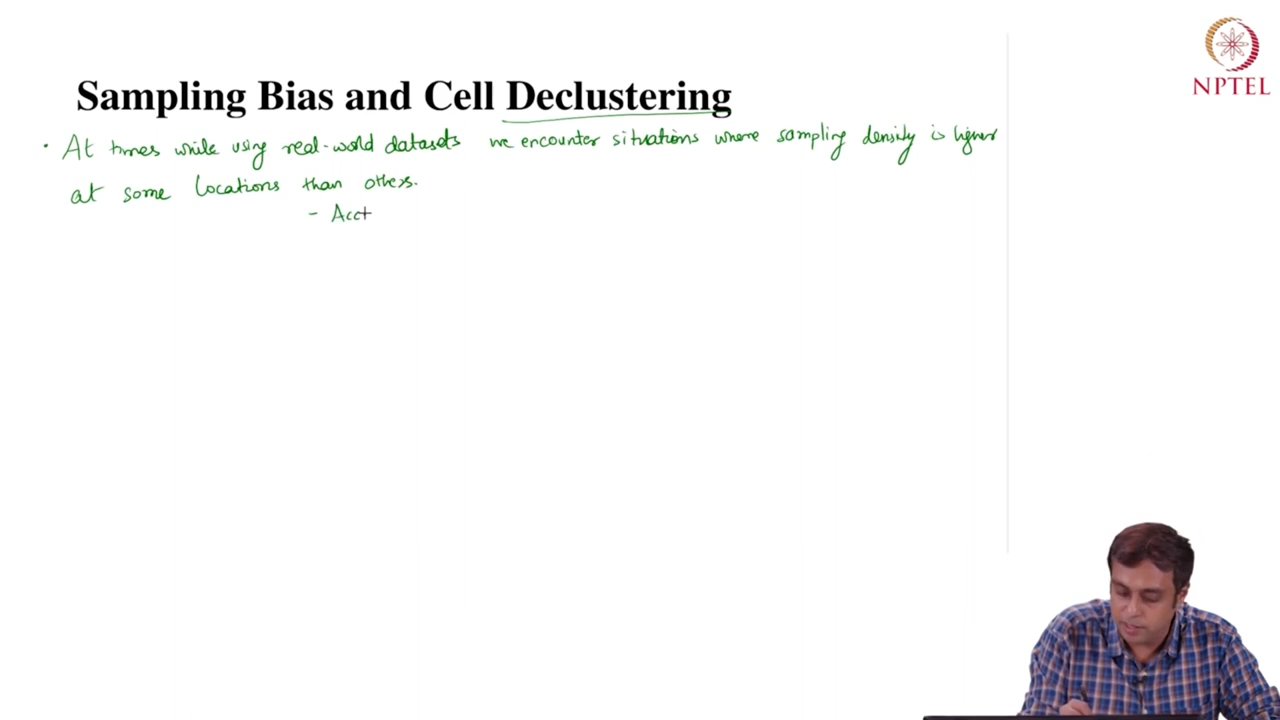 NPTEL
Sampling Bias and Cell Declustering
• At times while using real-world datasets we encounter situations where sampling density is higher
at some locations than others.
- Acct